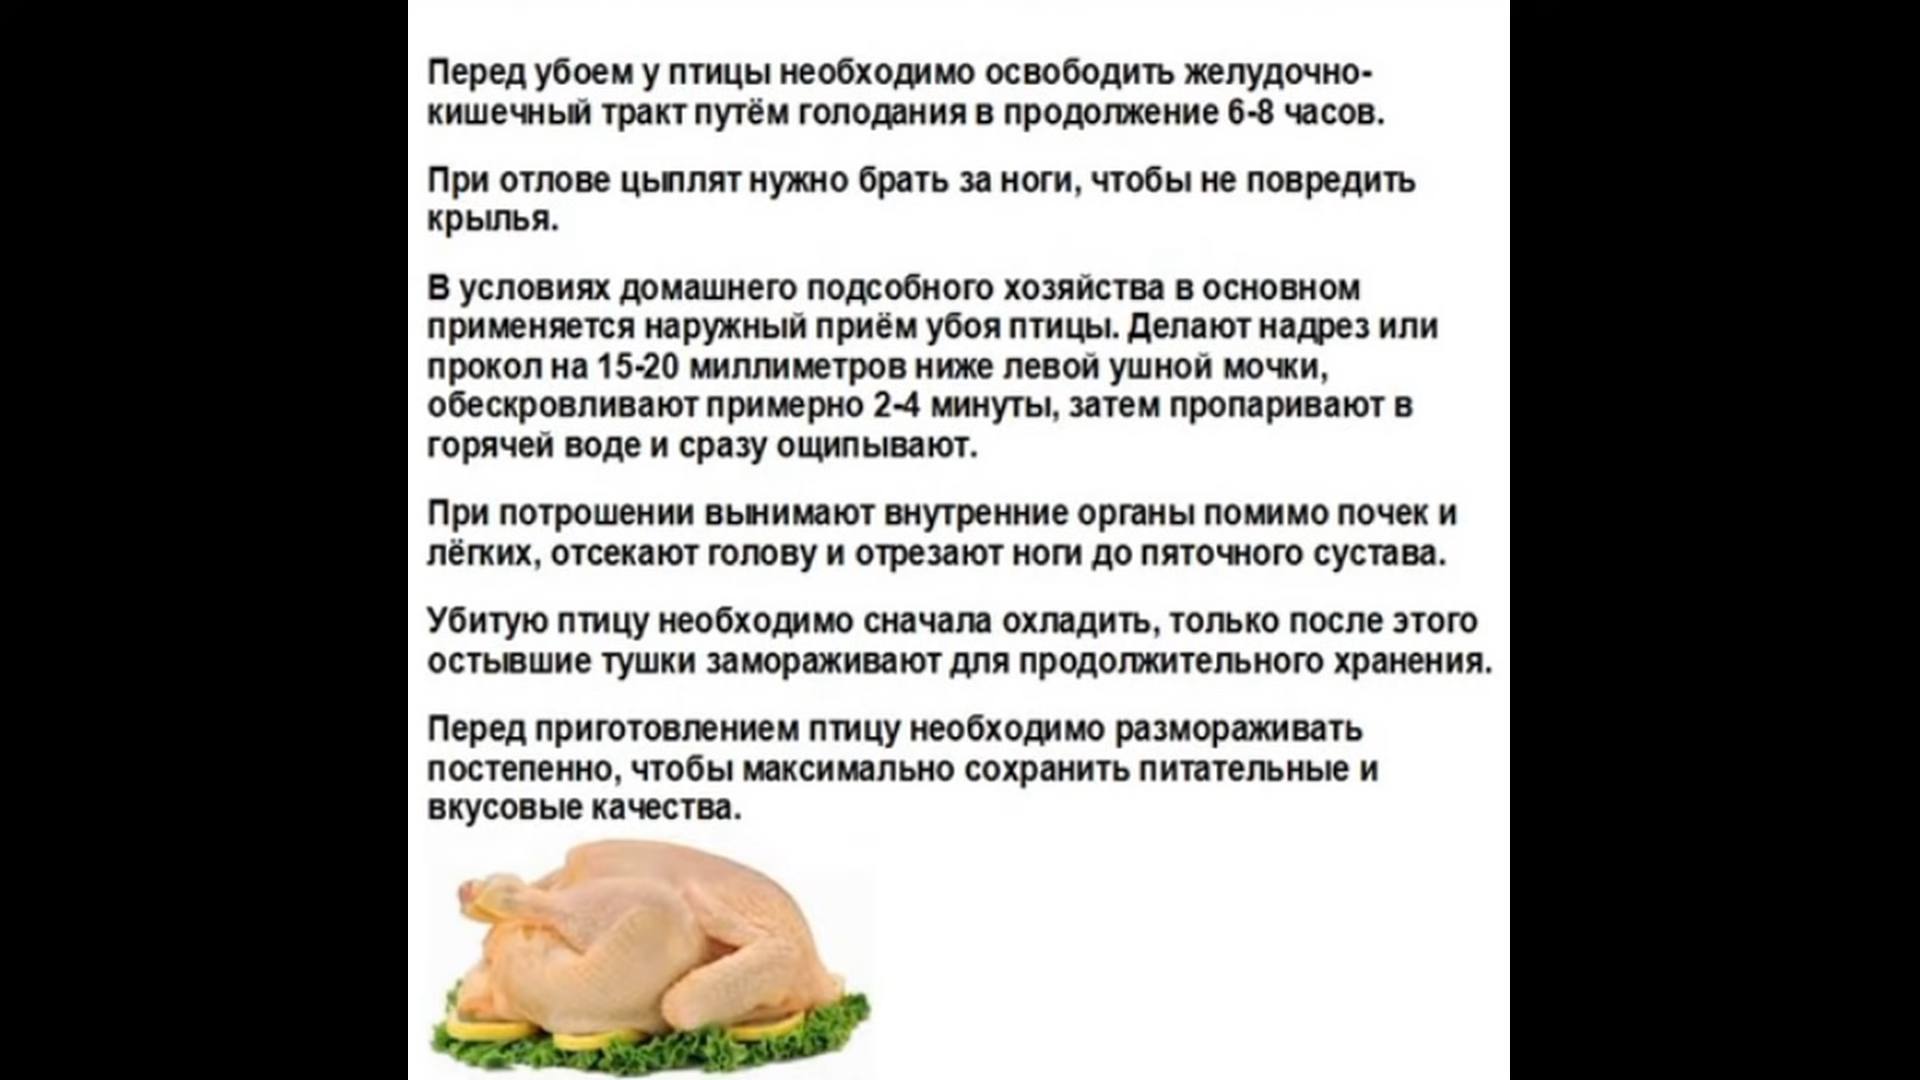 Перед убоем у птицы необходимо освободить желудочно-
кишечный тракт путём голодания в продолжение 6-8 часов.
При отлове цыплят нужно брать за ноги, чтобы не повредить
крылья.
В условиях домашнего подсобного хозяйства в основном
применяется наружный приём убоя птицы. Делают надрез или
прокол на 15-20 миллиметров ниже левой ушной мочки,
обескровливают примерно 2-4 минуты, затем пропаривают в
горячей воде и сразу ощипывают.
При потрошении вынимают внутренние органы помимо почек и
лёгких, отсекают голову и отрезают ноги до пяточного сустава.
Убитую птицу необходимо сначала охладить, только после этого
остывшие тушки замораживают для продолжительного хранения.
Перед приготовлением птицу необходимо размораживать
постепенно, чтобы максимально сохранить питательные и
вкусовые качества.